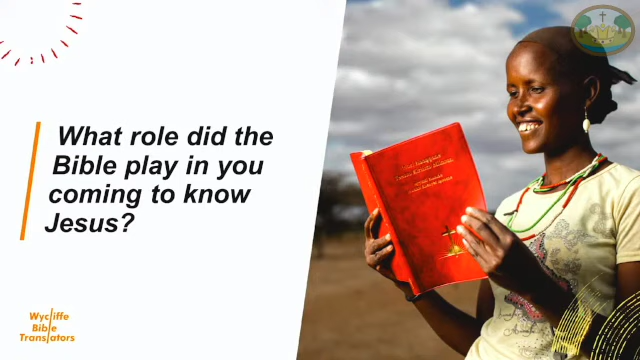 What role did the
Bible play in you
coming to know
Jesus?
Wycliffe
Bible
Translators